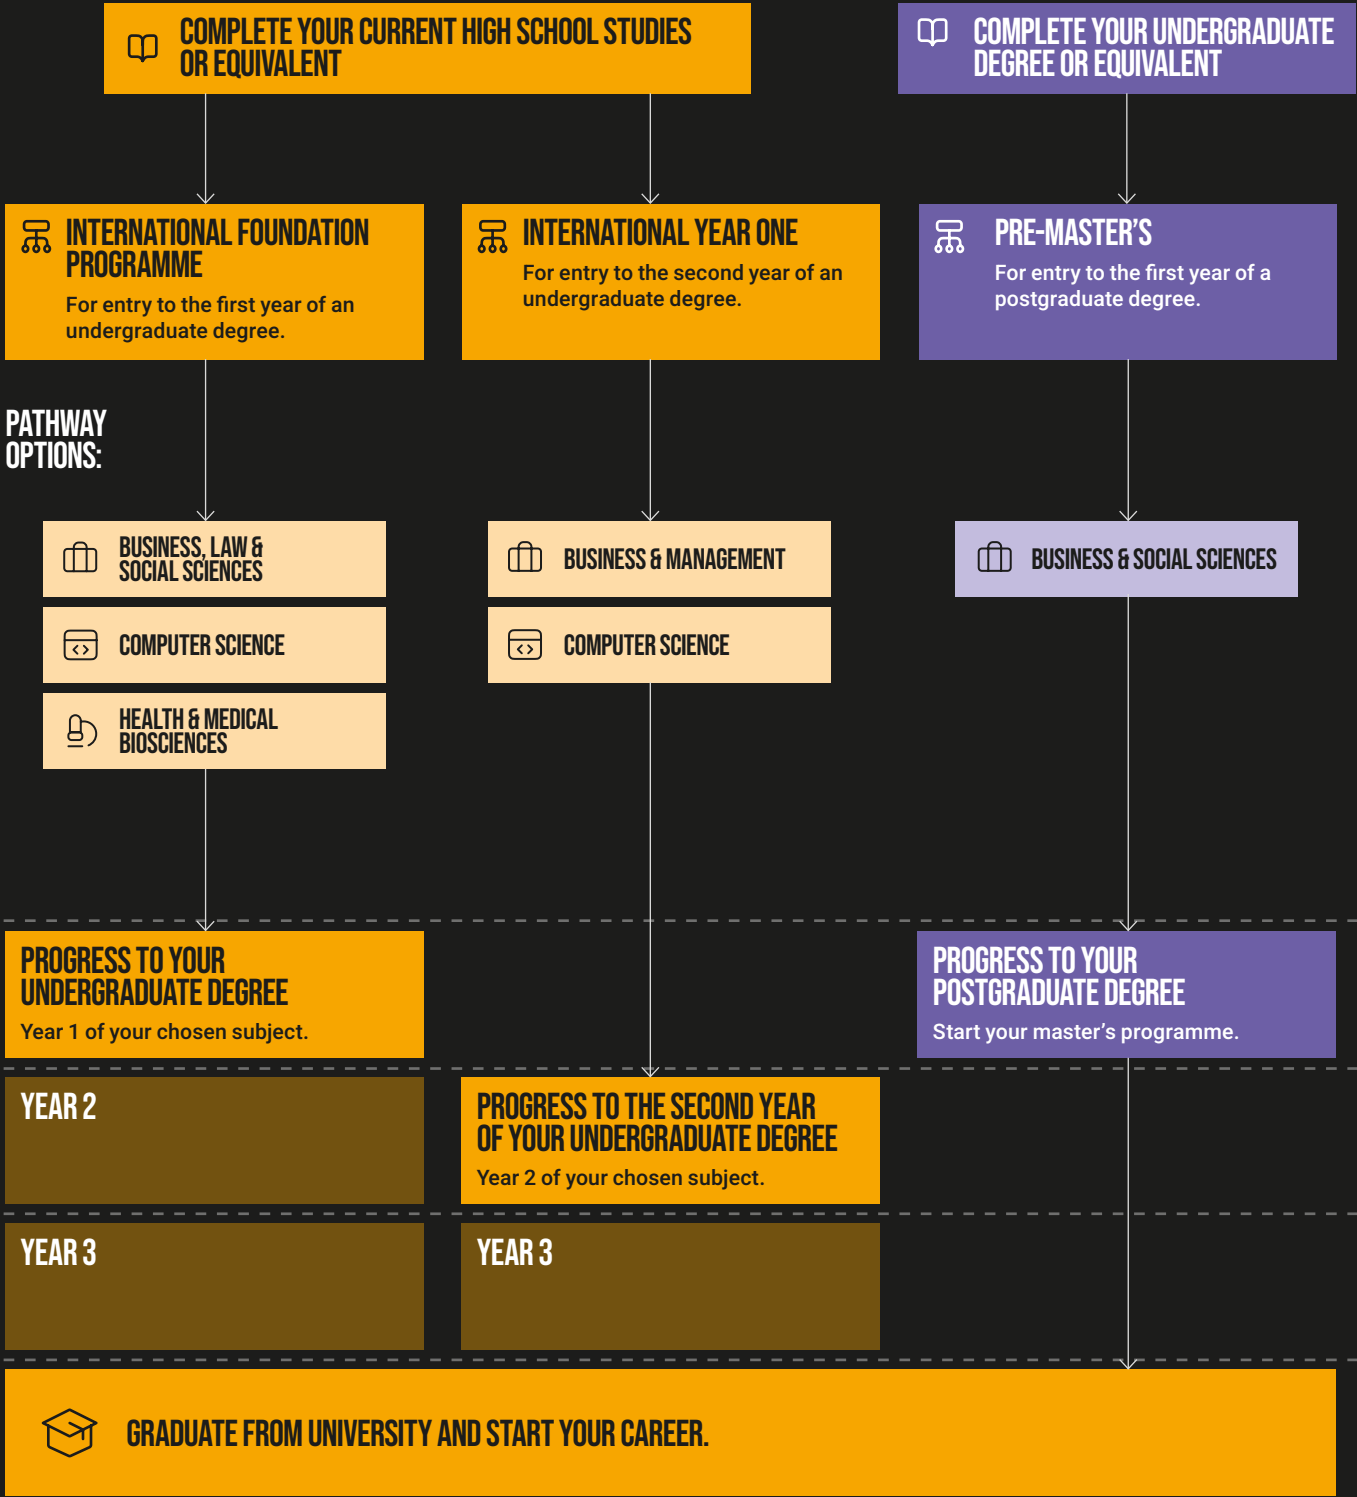 COMPLETE YOUR CURRENT HIGH SCHOOL STUDIES
OR EQUIVALENT
COMPLETE YOUR UNDERGRADUATE
DEGREE OR EQUIVALENT
INTERNATIONAL FOUNDATION
PROGRAMME
For entry to the first year of an
undergraduate degree.
INTERNATIONAL YEAR ONE
For entry to the second year of an
undergraduate degree.
PRE-MASTER’S
For entry to the first year of a
postgraduate degree.
PATHWAY
OPTIONS:
BUSINESS, LAW &
SOCIAL SCIENCES
COMPUTER SCIENCE
HEALTH & MEDICAL
BIOSCIENCES
BUSINESS & MANAGEMENT
COMPUTER SCIENCE
BUSINESS & SOCIAL SCIENCES
PROGRESS TO YOUR
UNDERGRADUATE DEGREE
Year 1 of your chosen subject.
PROGRESS TO YOUR
POSTGRADUATE DEGREE
Start your master’s programme.
YEAR 2
PROGRESS TO THE SECOND YEAR
OF YOUR UNDERGRADUATE DEGREE
Year 2 of your chosen subject.
YEAR 3
YEAR 3
GRADUATE FROM UNIVERSITY AND START YOUR CAREER.